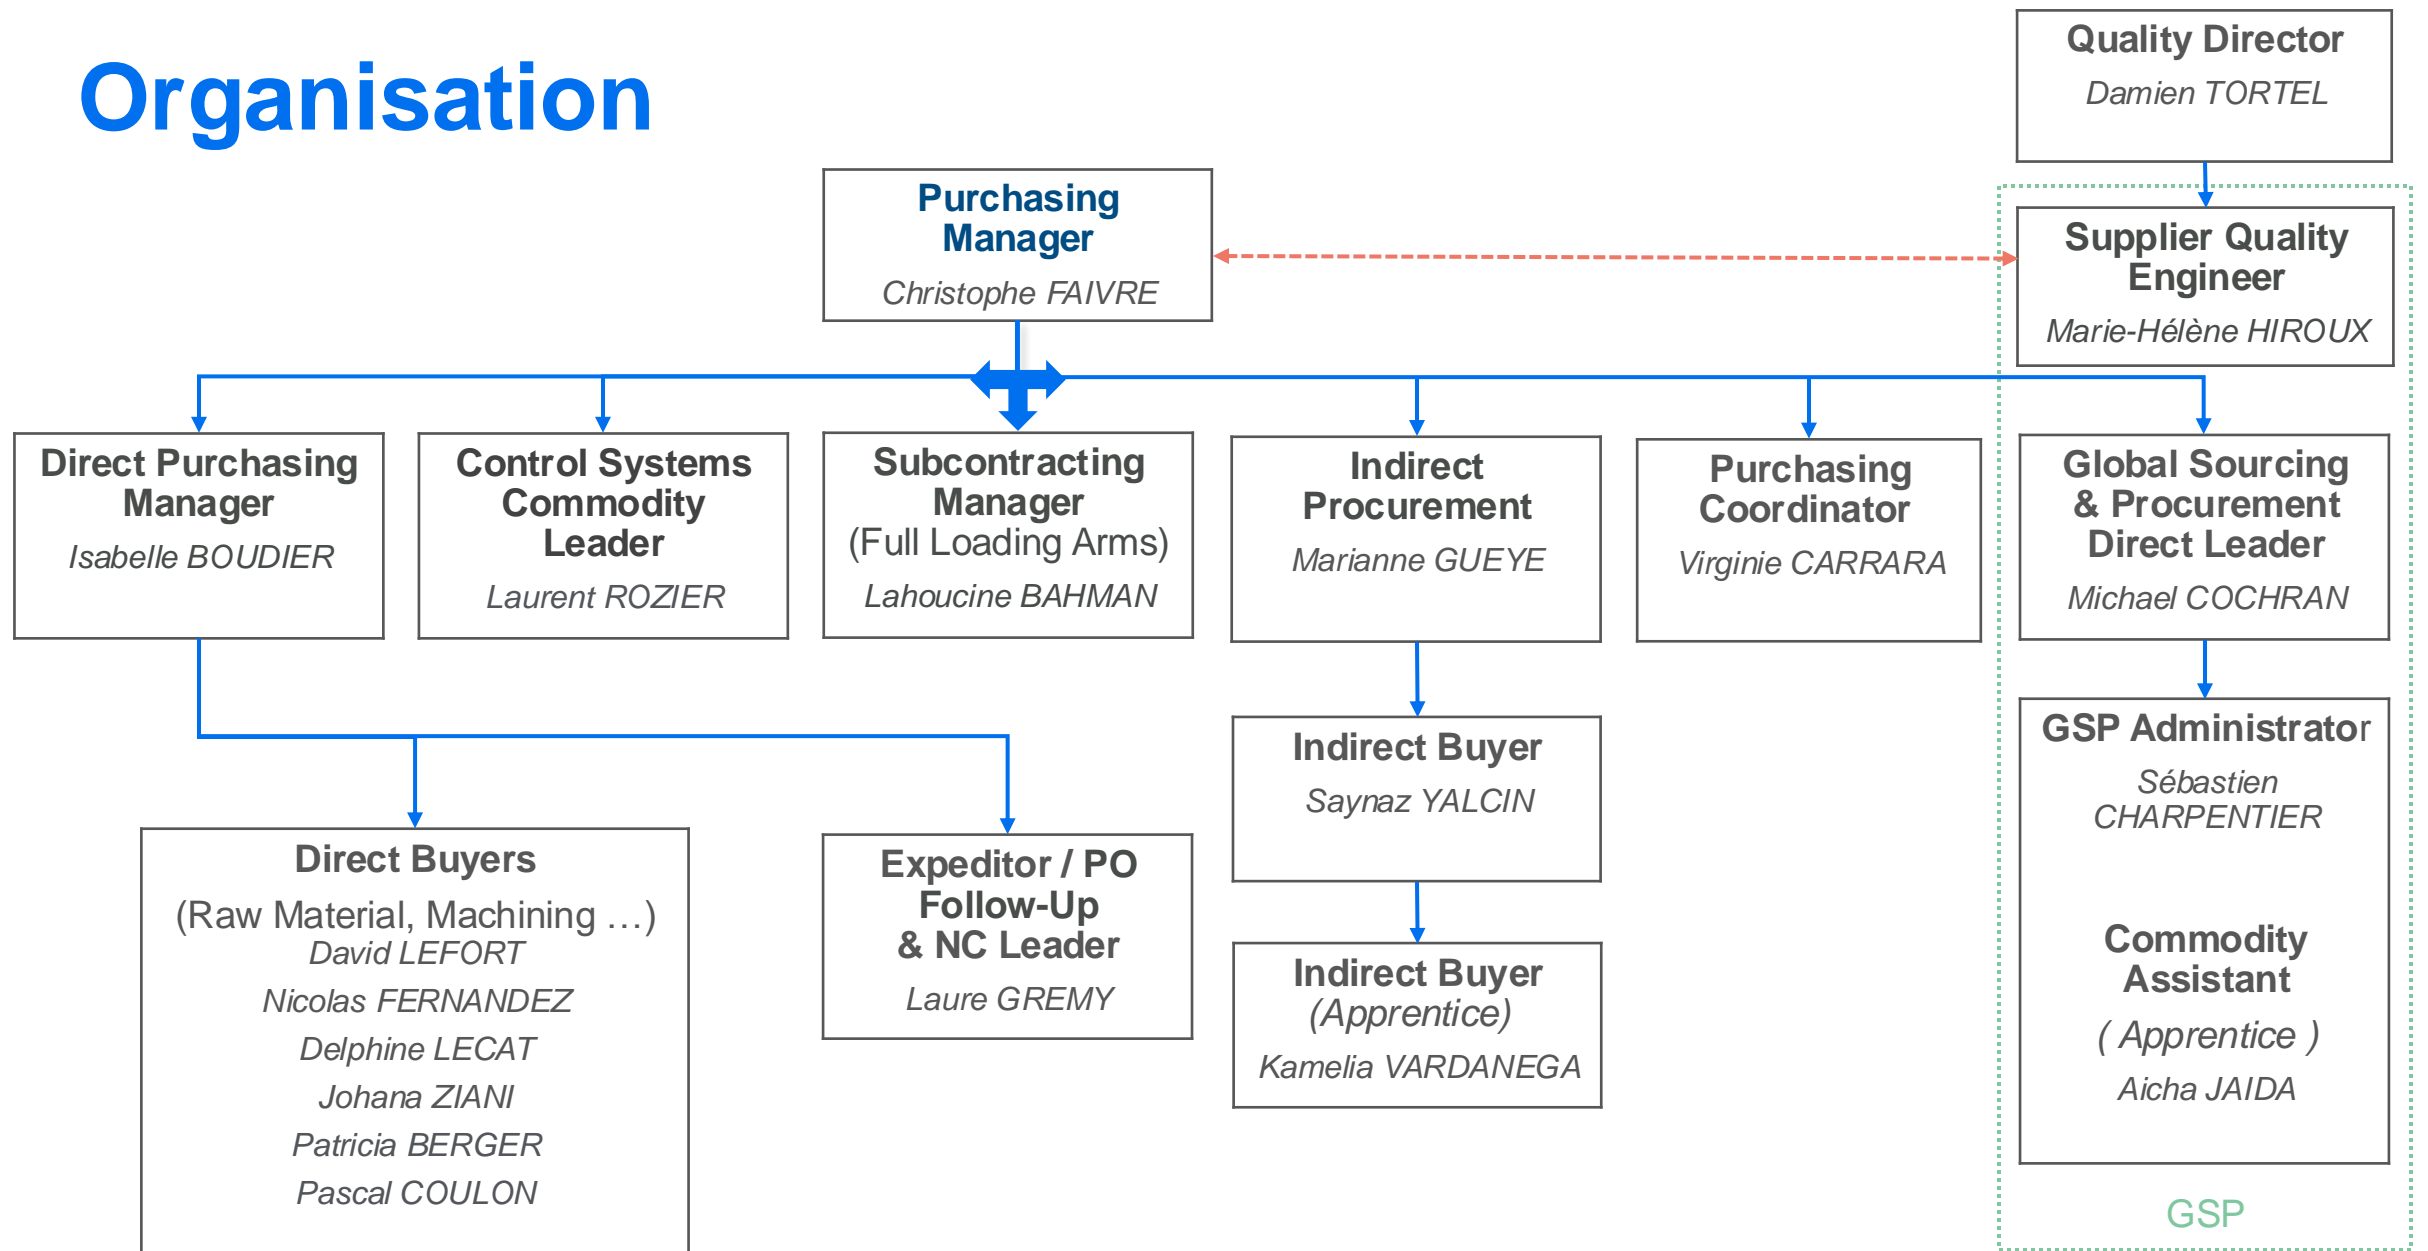 Organisation
Quality Director
Damien TORTEL
Purchasing
Manager
Christophe FAIVRE
Supplier Quality
Engineer
Marie-Hélène HIROUX
Direct Purchasing
Manager
Isabelle BOUDIER
Control Systems
Commodity
Leader
Laurent ROZIER
Subcontracting
Manager
(Full Loading Arms)
Lahoucine BAHMAN
Indirect
Procurement
Marianne GUEYE
Purchasing
Coordinator
Virginie CARRARA
Global Sourcing
& Procurement
Direct Leader
Michael COCHRAN
Direct Buyers
(Raw Material, Machining …)
David LEFORT
Nicolas FERNANDEZ
Delphine LECAT
Johana ZIANI
Patricia BERGER
Pascal COULON
Expeditor / PO
Follow-Up
& NC Leader
Laure GREMY
Indirect Buyer
Saynaz YALCIN
Indirect Buyer
(Apprentice)
Kamelia VARDANEGA
GSP Administrator
Sébastien
CHARPENTIER
Commodity
Assistant
( Apprentice )
Aicha JAIDA
GSP